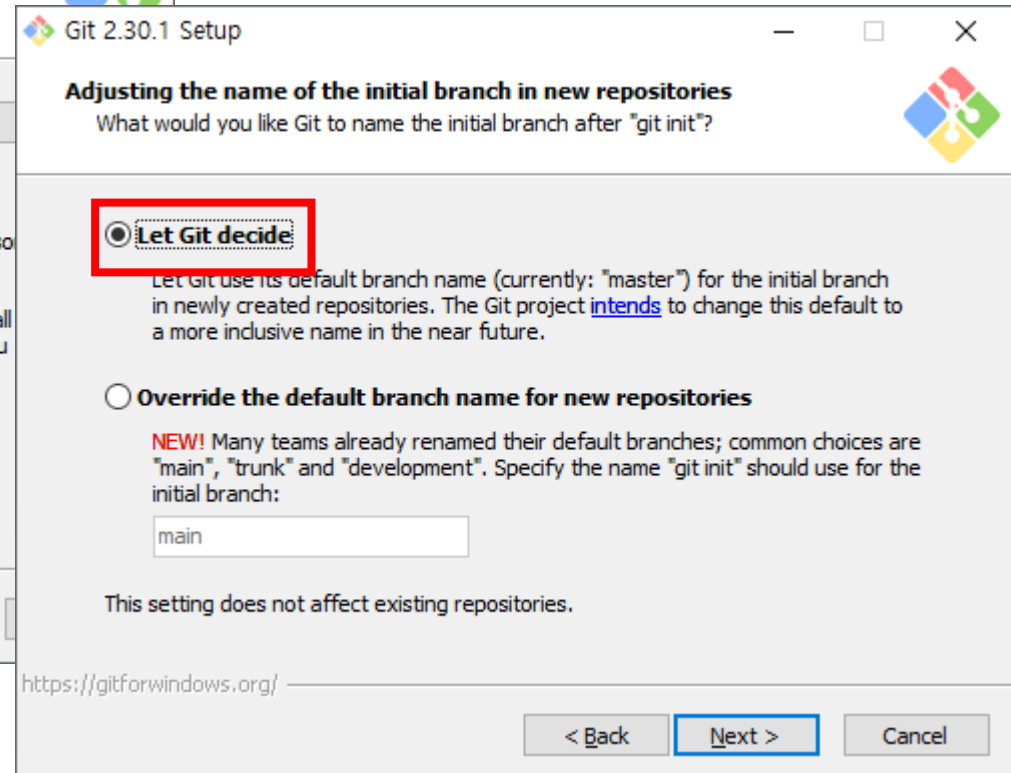 Git 2.30.1 Setup
Adjusting the name of the initial branch in new repositories
What would you like Git to name the initial branch after "git init"?
Let Git decide
Let Git use its default branch name (currently: "master") for the initial branch
in newly created repositories. The Git project intends to change this default to
a more inclusive name in the near future.
Override the default branch name for new repositories
NEW! Many teams already renamed their default branches; common choices are
"main", "trunk" and "development". Specify the name "git init" should use for the
initial branch:
main
This setting does not affect existing repositories.
https://gitforwindows.org/
< Back
Next >
Cancel